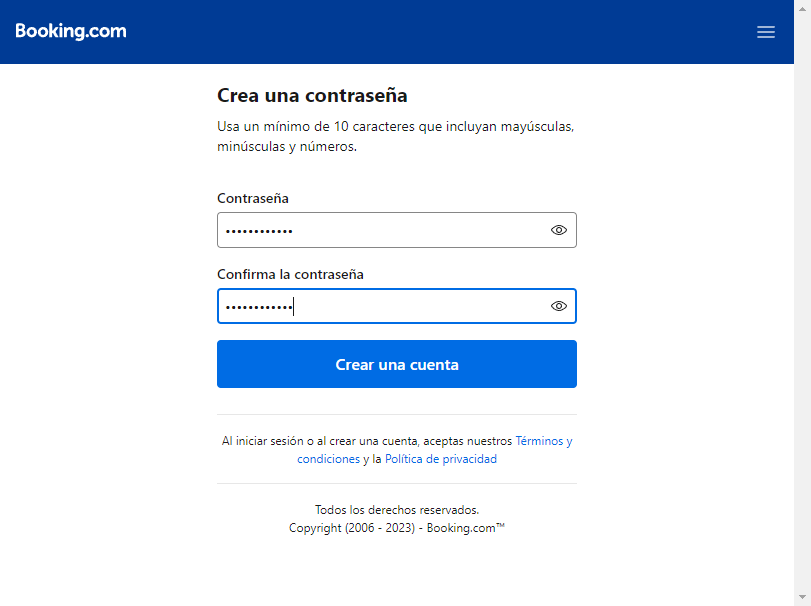 Booking.com
Crea una contraseña
Usa un mínimo de 10 caracteres que incluyan mayúsculas,
minúsculas y números.
Contraseña
••••••••••••
Confirma la contraseña
••••••••••••
Crear una cuenta
Al iniciar sesión o al crear una cuenta, aceptas nuestros Términos y
condiciones y la Política de privacidad
Todos los derechos reservados.
Copyright (2006 - 2023) - Booking.com™